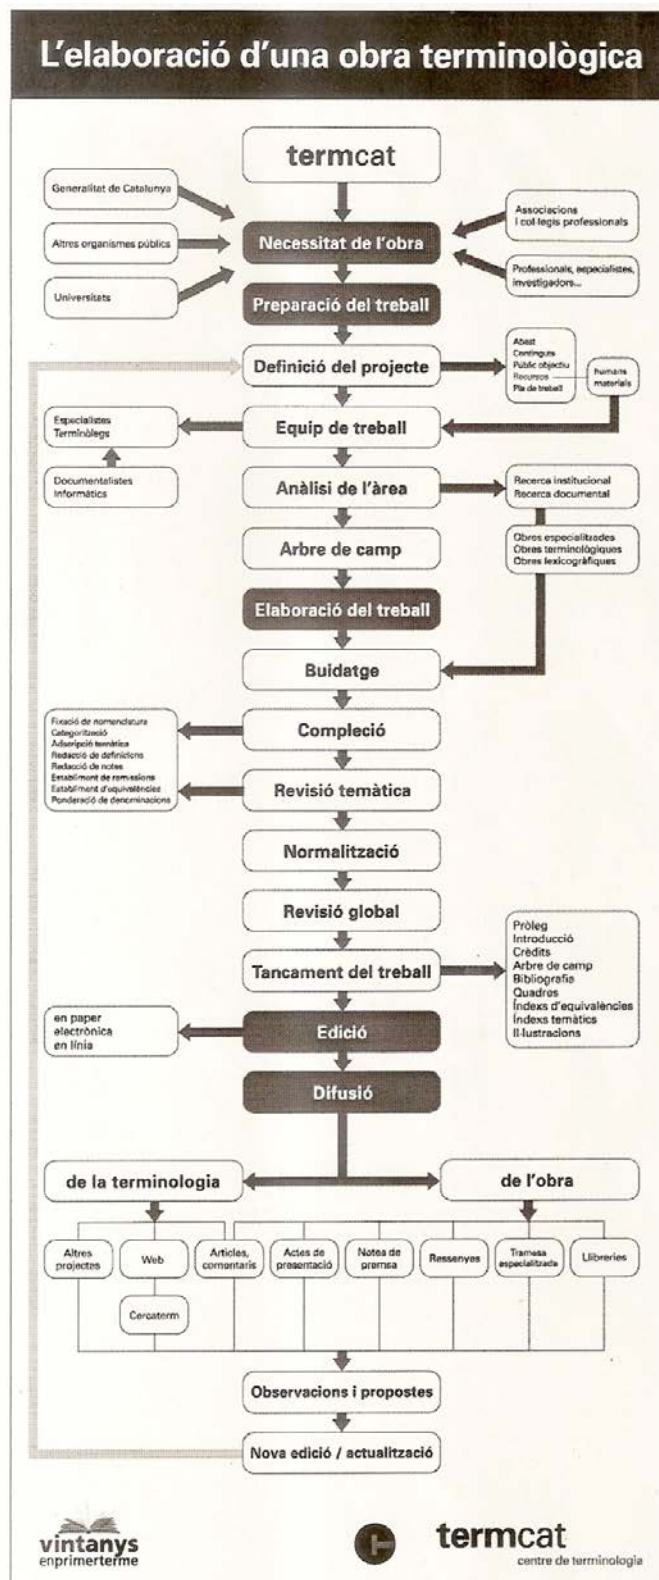 L'elaboració d'una obra terminològica
termcat
Generalitat de Catalunya
Altres organismes públics
Universitats
Associacions
i col·legis professionals
Professionals, especialistes,
investigadors...
Necessitat de l'obra
Preparació del treball
Definició del projecte
Abast
Continguts
Públic objectiu
Recursos
Pla de treball
humans
materials
Equip de treball
Especialistes
Terminòlegs
Documentalistes
Informàtics
Anàlisi de l'àrea
Recerca institucional
Recerca documental
Obres especialitzades
Obres terminològiques
Obres lexicogràfiques
Arbre de camp
Elaboració del treball
Buidatge
Compleció
Fixació de nomenclatura
Categorització
Adscripció temàtica
Redacció de definicions
Redacció de notes
Establiment de remissions
Establiment d'equivalències
Ponderació de denominacions
Revisió temàtica
Normalització
Revisió global
Tancament del treball
Pròleg
Introducció
Crèdits
Arbre de camp
Bibliografia
Quadres
Índexs d'equivalències
Índexs temàtics
Il·lustracions
en paper
electrònica
en línia
Edició
Difusió
de la terminologia
de l'obra
Altres
projectes
Web
Articles,
comentaris
Actes de
presentació
Notes de
premsa
Ressenyes
Tramesa
especialitzada
Llibreries
Cercaterm
Observacions i propostes
Nova edició / actualització
vintanys
enprimerterme
termcat
centre de terminologia